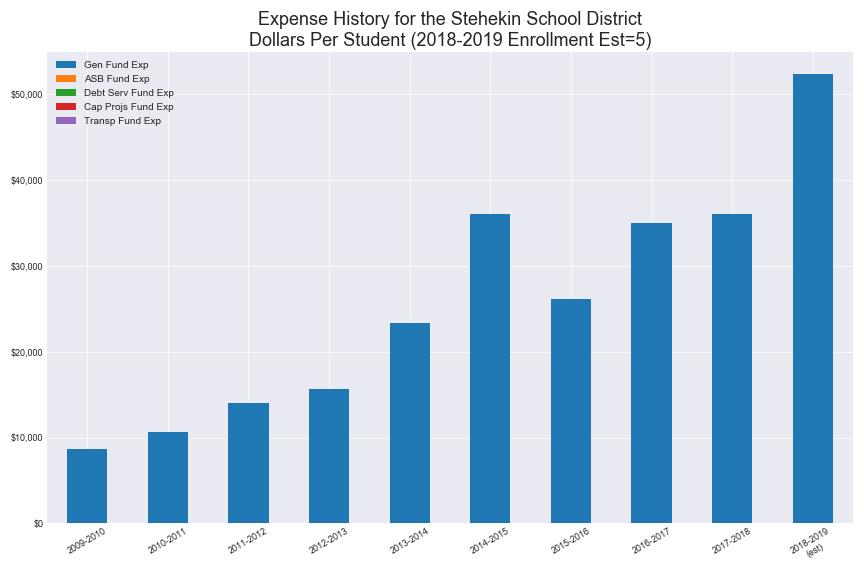 Expense History for the Stehekin School District
Dollars Per Student (2018-2019 Enrollment Est=5)
Gen Fund Exp
ASB Fund Exp
Debt Serv Fund Exp
Cap Projs Fund Exp
Transp Fund Exp
$50,000
$40,000
$30,000
$20,000
$10,000
$0
2009-2010
2010-2011
2011-2012
2012-2013
2013-2014
2014-2015
2015-2016
2016-2017
2017-2018
2018-2019
(est)